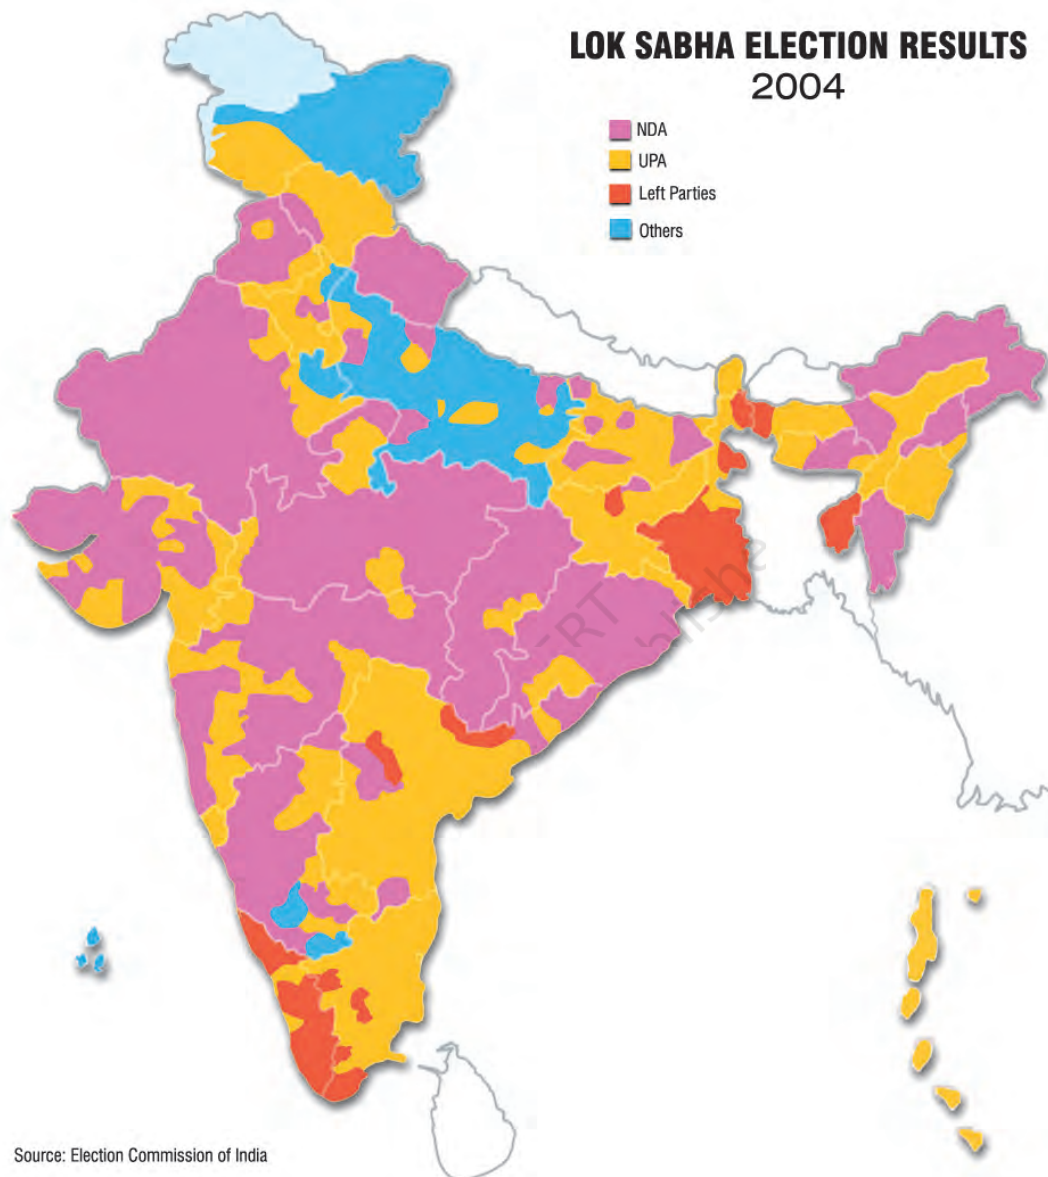 LOK SABHA ELECTION RESULTS
2004
NDA
UPA
Left Parties
Others
Source: Election Commission of India